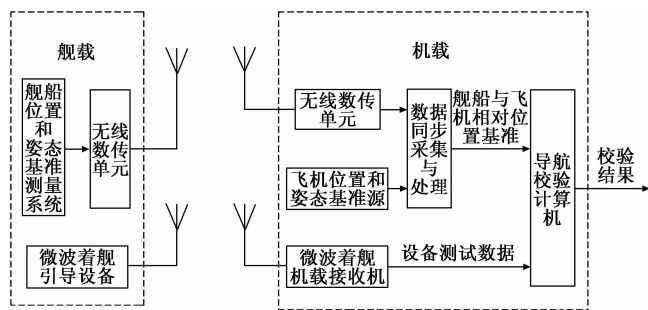 舰载
舰船
位置
和
姿态
基准
测量
系统
无线
数传
单元
微波着舰
引导设备
机载
无线数传
单元
飞机位置和
姿态基准源
微波着舰
机载接收机
数据
同步
采集
与
处理
舰船与飞
机相对位
置基准
设备测试数据
导航
校验
计算
机
校验
结果